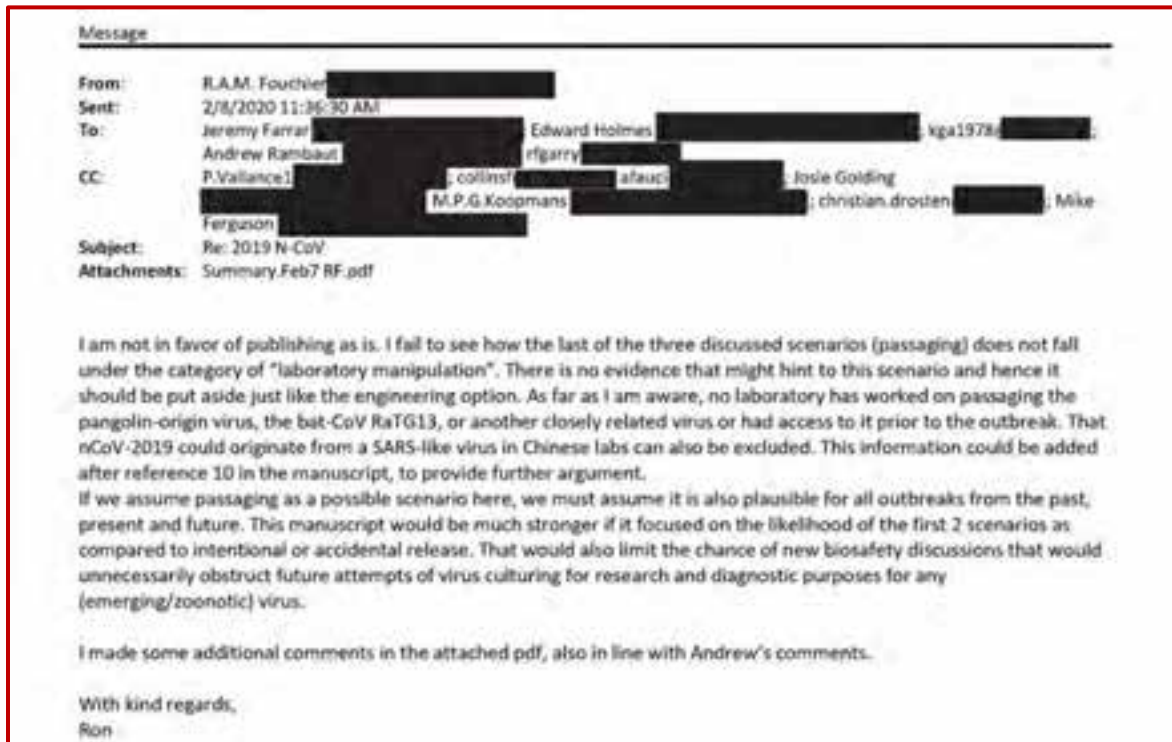 Message
From: R.A.M. Fouchier
Sent: 2/8/2020 11:36:30 AM
To: Jeremy Farrar ; Edward Holmes ; kga1978 ;
Andrew Rambaut rfgarry
CC: P.Vallance1 ; collinsf afauci ; Josie Golding
M.P.G.Koopmans ; christian.drosten ; Mike
Ferguson
Subject: Re: 2019 N-CoV
Attachments: Summary.Feb7 RF.pdf
I am not in favor of publishing as is. I fail to see how the last of the three discussed scenarios (passaging) does not fall
under the category of "laboratory manipulation". There is no evidence that might hint to this scenario and hence it
should be put aside just like the engineering option. As far as I am aware, no laboratory has worked on passaging the
pangolin-origin virus, the bat-CoV RaTG13, or another closely related virus or had access to it prior to the outbreak. That
nCoV-2019 could originate from a SARS-like virus in Chinese labs can also be excluded. This information could be added
after reference 10 in the manuscript, to provide further argument.
If we assume passaging as a possible scenario here, we must assume it is also plausible for all outbreaks from the past,
present and future. This manuscript would be much stronger if it focused on the likelihood of the first 2 scenarios as
compared to intentional or accidental release. That would also limit the chance of new biosafety discussions that would
unnecessarily obstruct future attempts of virus culturing for research and diagnostic purposes for any
(emerging/zoonotic) virus.
I made some additional comments in the attached pdf, also in line with Andrew's comments.
With kind regards,
Ron